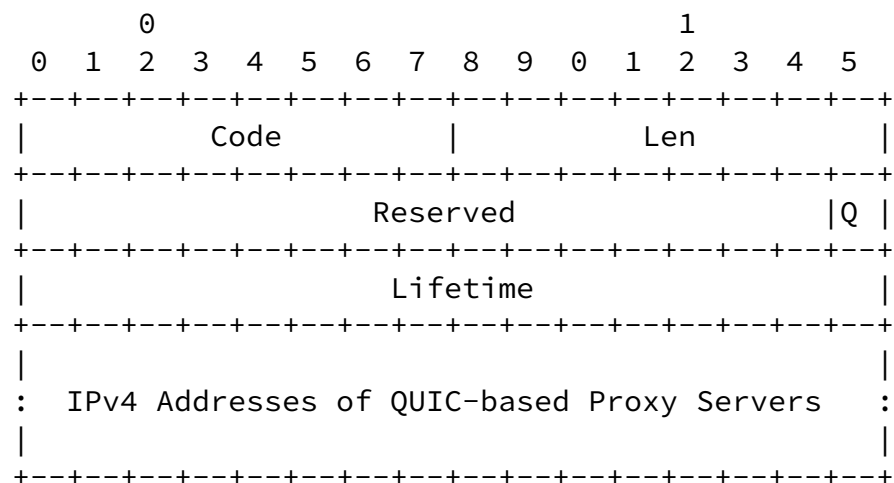 0 1
0 1 2 3 4 5 6 7 8 9 0 1 2 3 4 5
+--+--+--+--+--+--+--+--+--+--+--+--+--+--+--+--+
| Code | Len |
+--+--+--+--+--+--+--+--+--+--+--+--+--+--+--+--+
| Reserved |Q |
+--+--+--+--+--+--+--+--+--+--+--+--+--+--+--+--+
| Lifetime |
+--+--+--+--+--+--+--+--+--+--+--+--+--+--+--+--+
| |
: IPv4 Addresses of QUIC-based Proxy Servers :
| |
+--+--+--+--+--+--+--+--+--+--+--+--+--+--+--+--+